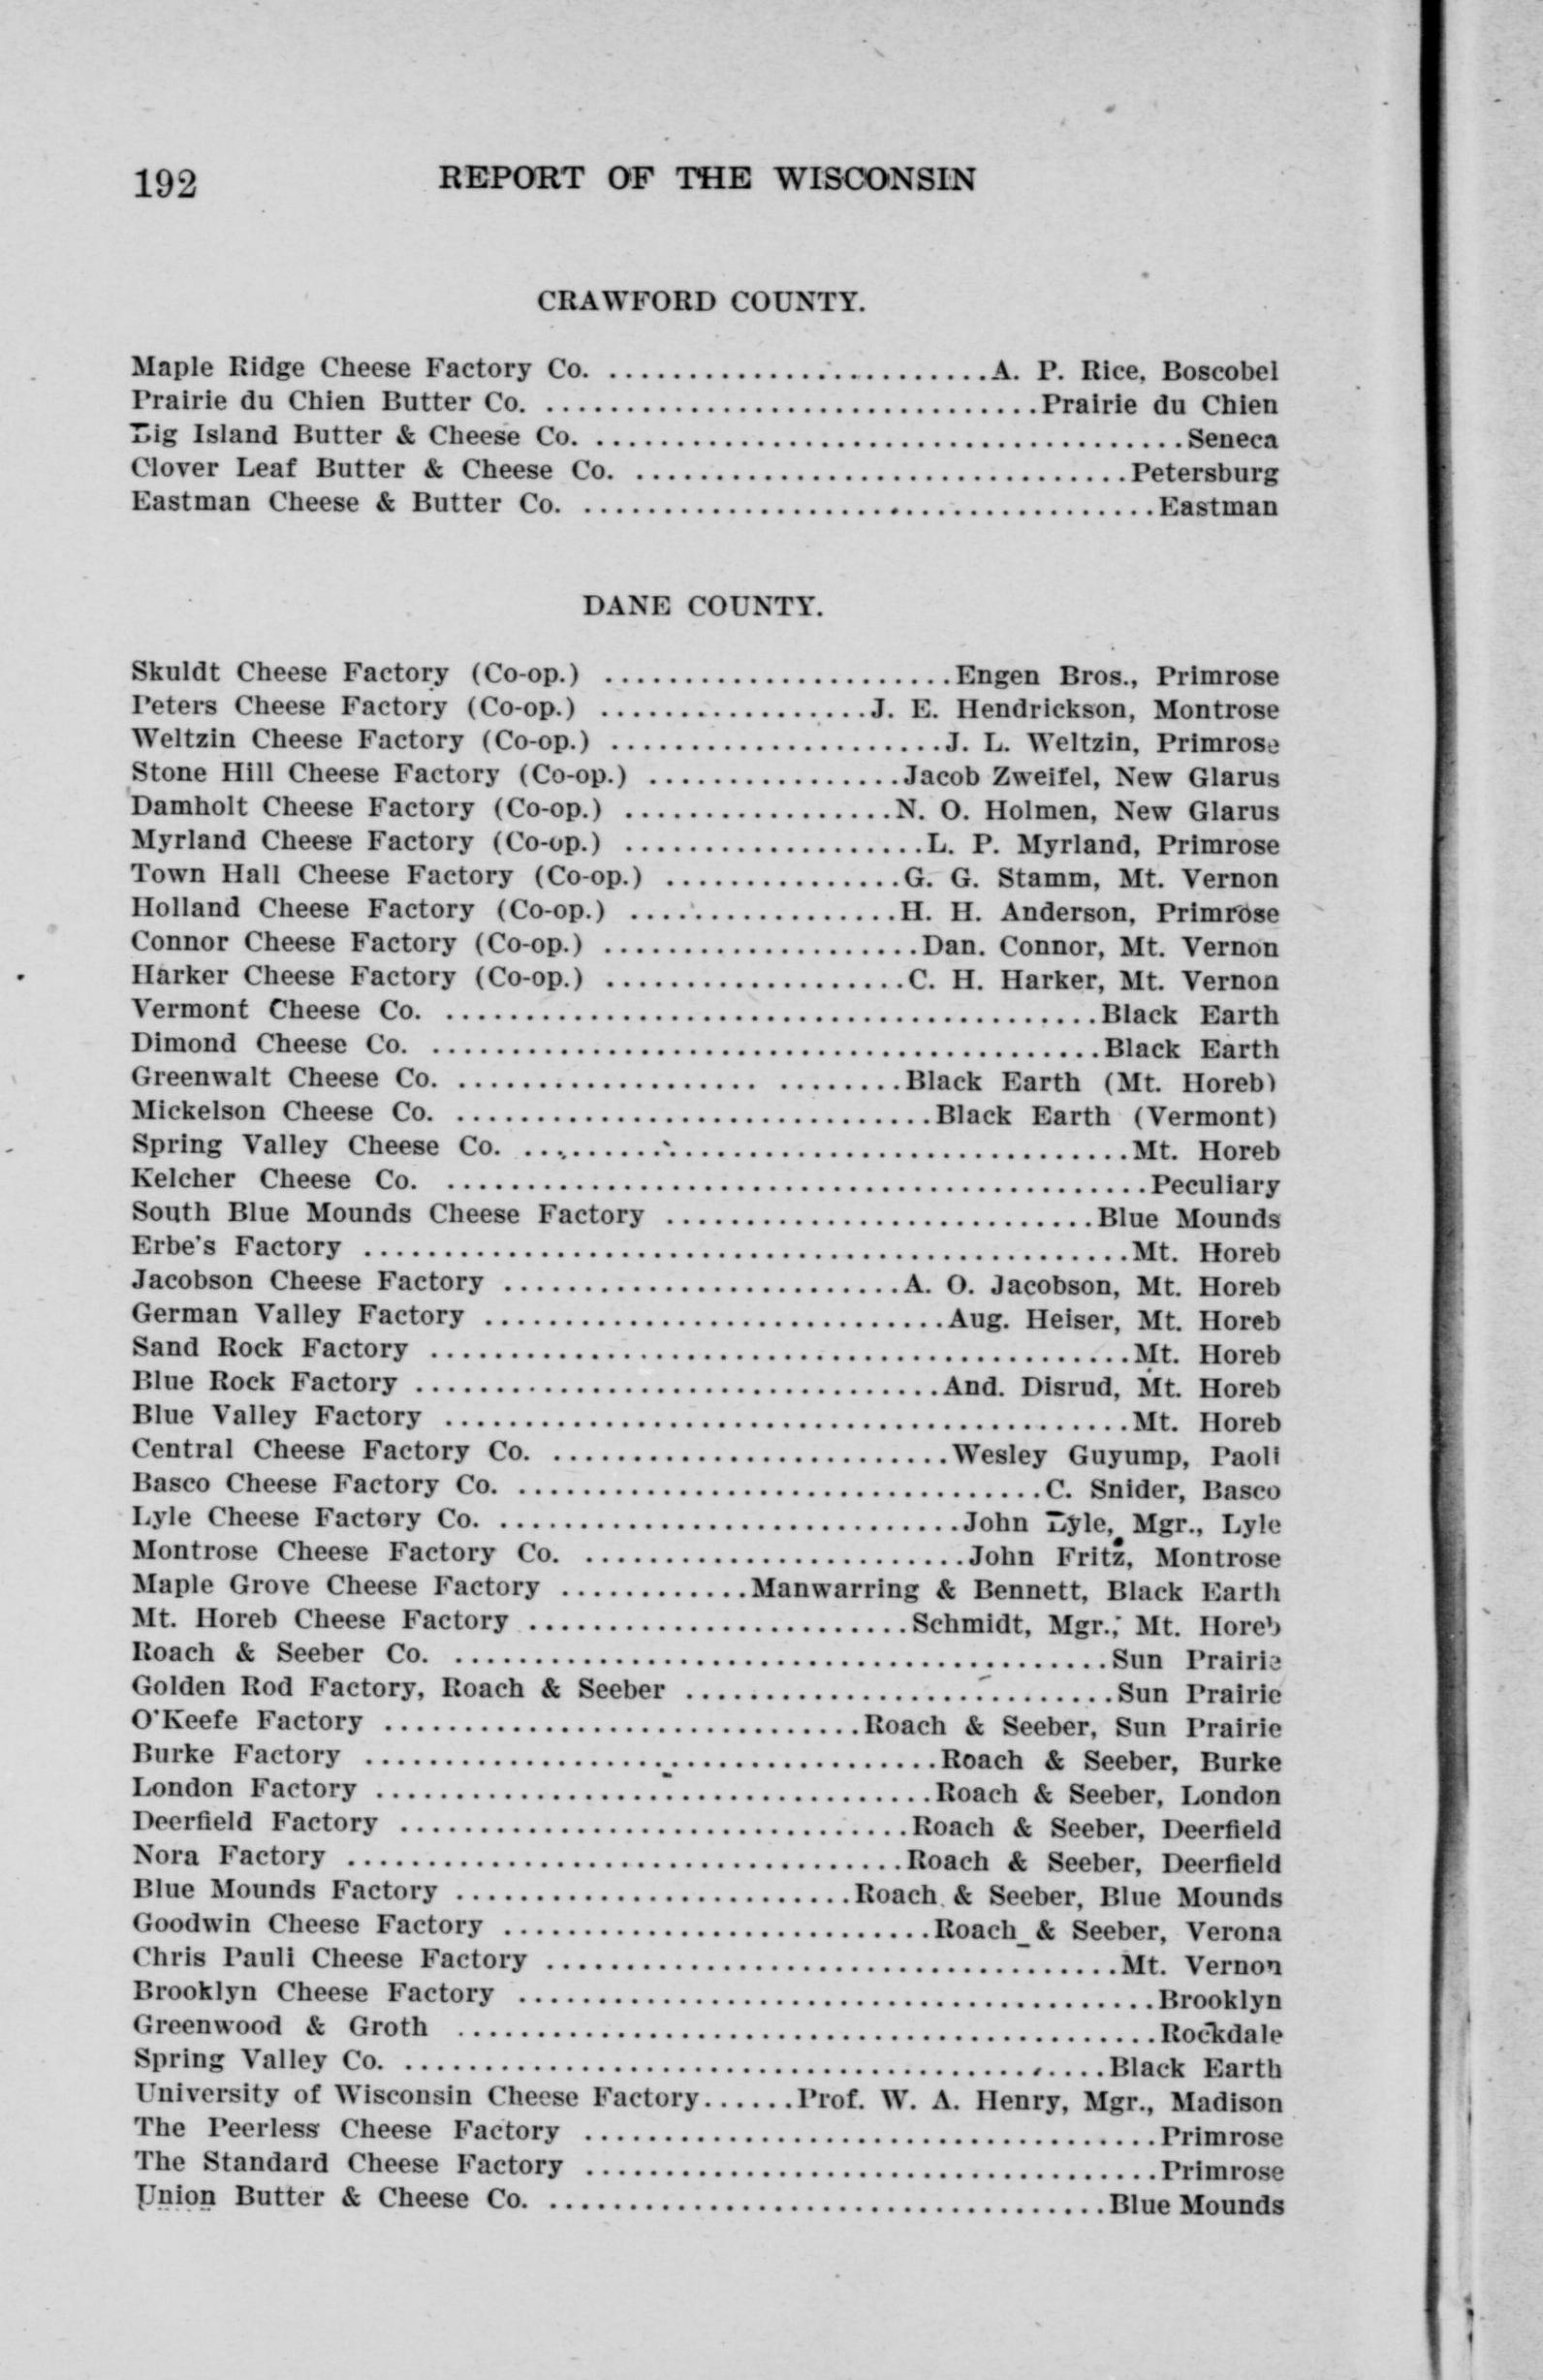 192 REPORT OF THE WISCONSIN
CRAWFORD COUNTY.
Maple Ridge Cheese Factory Co. ........................A. P. Rice, Boscobel
Prairie du Chien Butter Co. ................................Prairie du Chien
Big Island Butter & Cheese Co. ......................................Seneca
Clover Leaf Butter & Cheese Co. ................................Petersburg
Eastman Cheese & Butter Co. .....................................Eastman
DANE COUNTY.
Skuldt Cheese Factory (Co-op.) ......................Engen Bros., Primrose
Peters Cheese Factory (Co-op.) .................J. E. Hendrickson, Montrose
Weltzin Cheese Factory (Co-op.) .....................J. L. Weltzin, Primrose
Stone Hill Cheese Factory (Co-op.) ................Jacob Zweifel, New Glarus
Damholt Cheese Factory (Co-op.) .................N. O. Holmen, New Glarus
Myrland Cheese Factory (Co-op.) ...................L. P. Myrland, Primrose
Town Hall Cheese Factory (Co-op.) ...............G. G. Stamm, Mt. Vernon
Holland Cheese Factory (Co-op.) .................H. H. Anderson, Primrose
Connor Cheese Factory (Co-op.) ....................Dan. Connor, Mt. Vernon
Harker Cheese Factory (Co-op.) ...................C. H. Harker, Mt. Vernon
Vermont Cheese Co. .........................................Black Earth
Dimond Cheese Co. ..........................................Black Earth
Greenwalt Cheese Co. ................... ........Black Earth (Mt. Horeb)
Mickelson Cheese Co. ..............................Black Earth (Vermont)
Spring Valley Cheese Co. ......................................Mt. Horeb
Kelcher Cheese Co. ............................................Peculiary
South Blue Mounds Cheese Factory ...........................Blue Mounds
Erbe's Factory ................................................Mt. Horeb
Jacobson Cheese Factory .........................A. O. Jacobson, Mt. Horeb
German Valley Factory .............................Aug. Heiser, Mt. Horeb
Sand Rock Factory ............................................Mt. Horeb
Blue Rock Factory .................................And. Disrud, Mt. Horeb
Blue Valley Factory ...........................................Mt. Horeb
Central Cheese Factory Co. .........................Wesley Guyump, Paoli
Basco Cheese Factory Co. .................................C. Snider, Basco
Lyle Cheese Factory Co. .............................John Lyle, Mgr., Lyle
Montrose Cheese Factory Co. ........................John Fritz, Montrose
Maple Grove Cheese Factory ............Manwarring & Bennett, Black Earth
Mt. Horeb Cheese Factory ........................Schmidt, Mgr., Mt. Horeb
Roach & Seeber Co. .........................................Sun Prairie
Golden Rod Factory, Roach & Seeber ...........................Sun Prairie
O'Keefe Factory ..............................Roach & Seeber, Sun Prairie
Burke Factory ....................................Roach & Seeber, Burke
London Factory ...................................Roach & Seeber, London
Deerfield Factory ................................Roach & Seeber, Deerfield
Nora Factory ...................................Roach & Seeber, Deerfield
Blue Mounds Factory .........................Roach & Seeber, Blue Mounds
Goodwin Cheese Factory ...........................Roach & Seeber, Verona
Chris Pauli Cheese Factory ....................................Mt. Vernon
Brooklyn Cheese Factory ........................................Brooklyn
Greenwood & Groth ............................................Rockdale
Spring Valley Co. ............................................Black Earth
University of Wisconsin Cheese Factory......Prof. W. A. Henry, Mgr., Madison
The Peerless Cheese Factory ....................................Primrose
The Standard Cheese Factory ....................................Primrose
Union Butter & Cheese Co. ...................................Blue Mounds